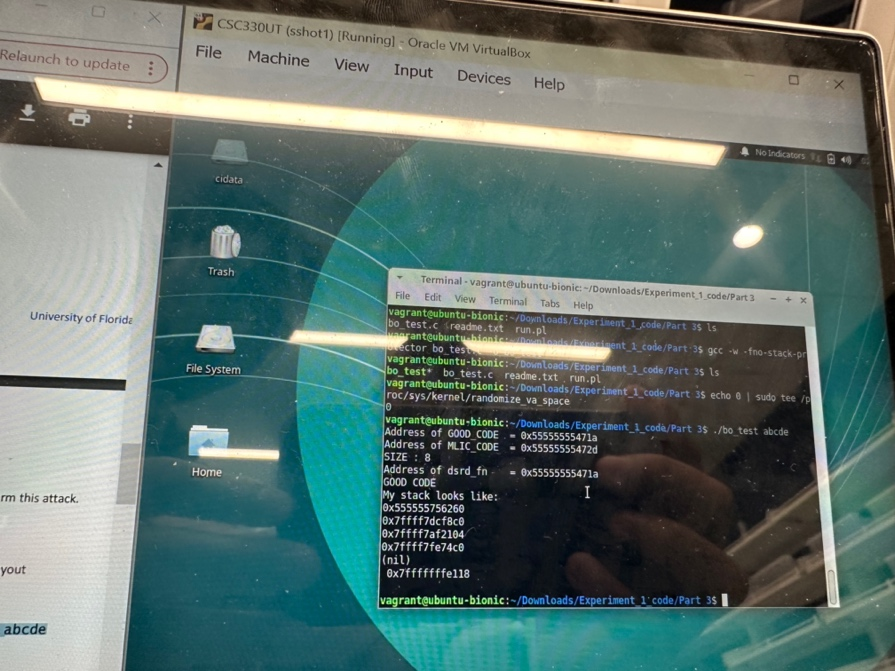 Relaunch to update
University of Florida
rm this attack.
yout
abcde
CSC330UT (sshot1) [Running] - Oracle VM VirtualBox
File Machine View Input Devices Help
No Indicators
cidata
Trash
File System
Home
Terminal - vagrant@ubuntu-bionic: ~/Downloads/Experiment_1_code/Part 3
File Edit View Terminal Tabs Help
vagrant@ubuntu-bionic:~/Downloads/Experiment_1_code/Part 3$ ls
bo_test.c readme.txt run.pl
vagrant@ubuntu-bionic:~/Downloads/Experiment_1_code/Part 3$ gcc -w -fno-stack-pr
tector bo_test
vagrant@ubuntu-bionic:~/Downloads/Experiment_1_code/Part 3$ ls
bo_test* bo_test.c readme.txt run.pl
vagrant@ubuntu-bionic:~/Downloads/Experiment_1_code/Part 3$ echo 0 | sudo tee /p
roc/sys/kernel/randomize_va_space
0
vagrant@ubuntu-bionic:~/Downloads/Experiment_1_code/Part 3$ ./bo_test abcde
Address of GOOD_CODE = 0x55555555471a
Address of MLIC_CODE = 0x55555555472d
SIZE : 8
Address of dsrd_fn = 0x55555555471a
GOOD CODE
My stack looks like:
0x555555756260
0x7ffff7dcf8c0
0x7ffff7af2104
0x7ffff7fe74c0
(nil)
0x7fffffffe118
vagrant@ubuntu-bionic:~/Downloads/Experiment_1_code/Part 3$